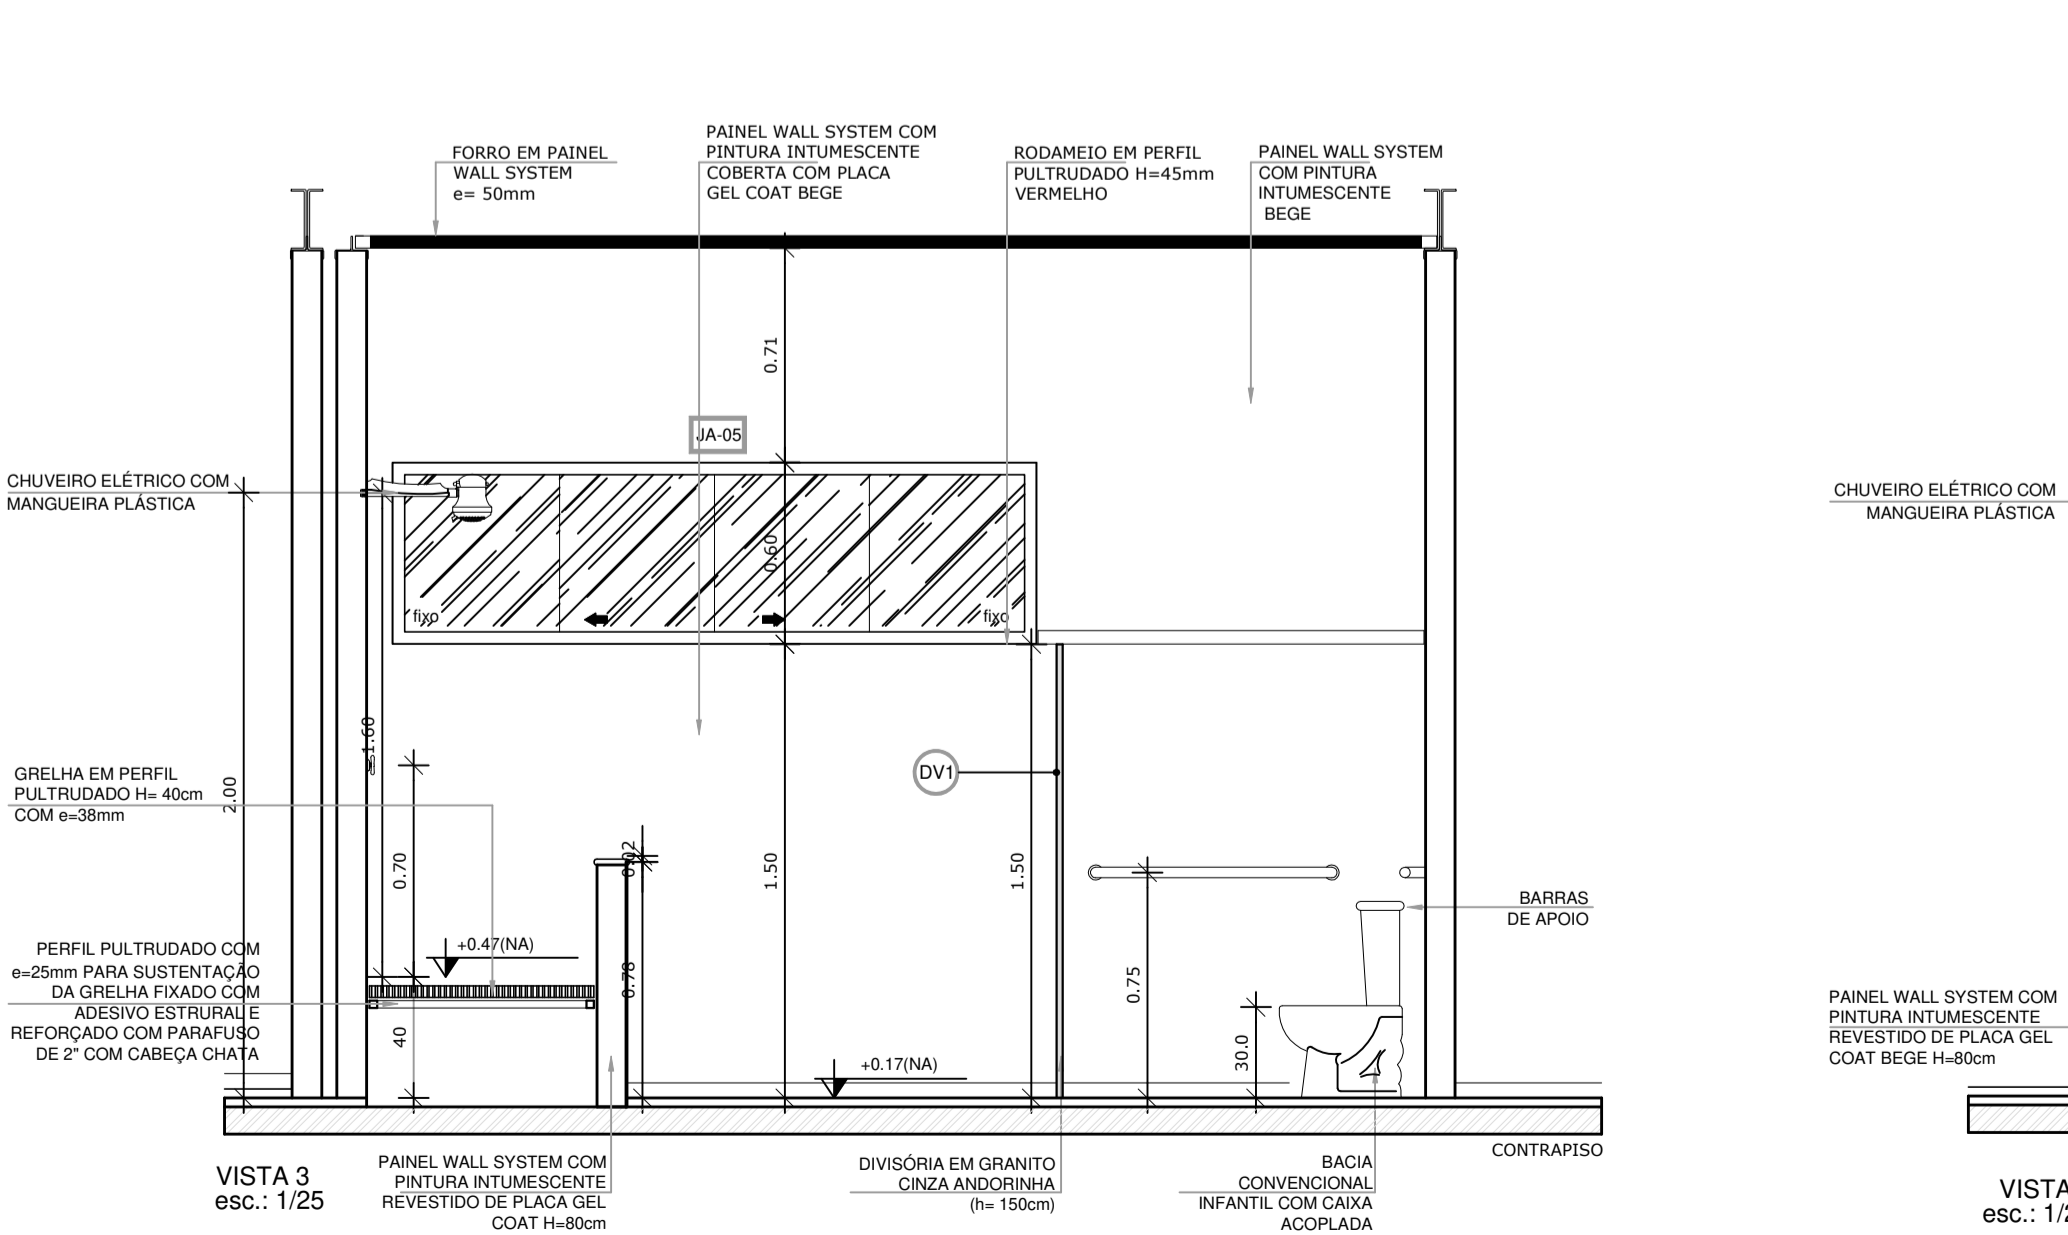 FORRO EM PAINEL
WALL SYSTEM
e= 50mm
PAINEL WALL SYSTEM COM
PINTURA INTUMESCENTE
COBERTA COM PLACA
GEL COAT BEGE
RODAMEIO EM PERFIL
PULTRUDADO H=45mm
VERMELHO
PAINEL WALL SYSTEM
COM PINTURA
INTUMESCENTE
BEGE
0.71
JA-05
CHUVEIRO ELÉTRICO COM
MANGUEIRA PLÁSTICA
0.60
fixo
fixo
1.60
2.00
GRELHA EM PERFIL
PULTRUDADO H= 40cm
COM e=38mm
DV1
0.70
0.02
1.50
1.50
BARRAS
DE APOIO
+0.47(NA)
PERFIL PULTRUDADO COM
e=25mm PARA SUSTENTAÇÃO
DA GRELHA FIXADO COM
ADESIVO ESTRURAL E
REFORÇADO COM PARAFUSO
DE 2" COM CABEÇA CHATA
0.78
0.75
40
+0.17(NA)
30.0
CONTRAPISO
VISTA 3
esc.: 1/25
PAINEL WALL SYSTEM COM
PINTURA INTUMESCENTE
REVESTIDO DE PLACA GEL
COAT H=80cm
DIVISÓRIA EM GRANITO
CINZA ANDORINHA
(h= 150cm)
BACIA
CONVENCIONAL
INFANTIL COM CAIXA
ACOPLADA
CHUVEIRO ELÉTRICO COM
MANGUEIRA PLÁSTICA
PAINEL WALL SYSTEM COM
PINTURA INTUMESCENTE
REVESTIDO DE PLACA GEL
COAT BEGE H=80cm
VISTA
esc.: 1/2